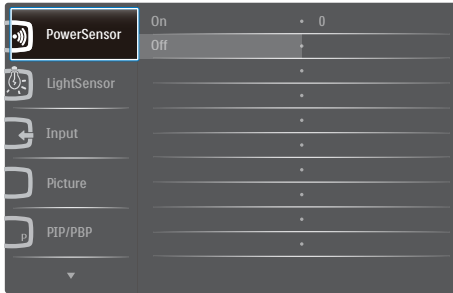 PowerSensor
On 0
Off
LightSensor
Input
Picture
P
PIP/PBP